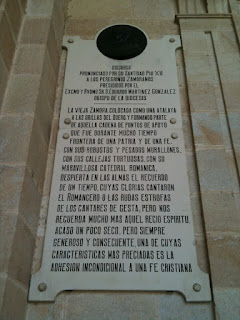 DISCURSO
PRONUNCIADO POR SU SANTIDAD PIO XII
A LOS PEREGRINOS ZAMORANOS
PRESIDIDOS POR EL
EXCMO Y RVDMO S.D. EDUARDO MARTINEZ GONZALEZ
OBISPO DE LA DIOCESIS
LA VIEJA ZAMORA COLOCADA COMO UNA ATALAYA
A LAS ORILLAS DEL DUERO Y FORMANDO PARTE
DE AQUELLA CADENA DE PUNTOS DE APOYO
QUE FUE DURANTE MUCHO TIEMPO
FRONTERA DE UNA PATRIA Y DE UNA FE,
CON SUS ROBUSTOS Y PESADOS MURALLONES,
CON SUS CALLEJAS TORTUOSAS, CON SU
MARAVILLOSA CATEDRAL ROMANICA,
DESPIERTA EN LAS ALMAS EL RECUERDO
DE UN TIEMPO, CUYAS GLORIAS CANTARON
EL ROMANCERO O LAS RUDAS ESTROFAS
DE LOS CANTARES DE GESTA, PERO NOS
RECUERDA MUCHO MAS AQUEL RECIO ESPIRITU,
ACASO UN POCO SECO, PERO SIEMPRE
GENEROSO Y CONSECUENTE, UNA DE CUYAS
CARACTERISTICAS MAS PRECIADAS ES LA
ADHESION INCONDICIONAL A UNA FE CRISTIANA